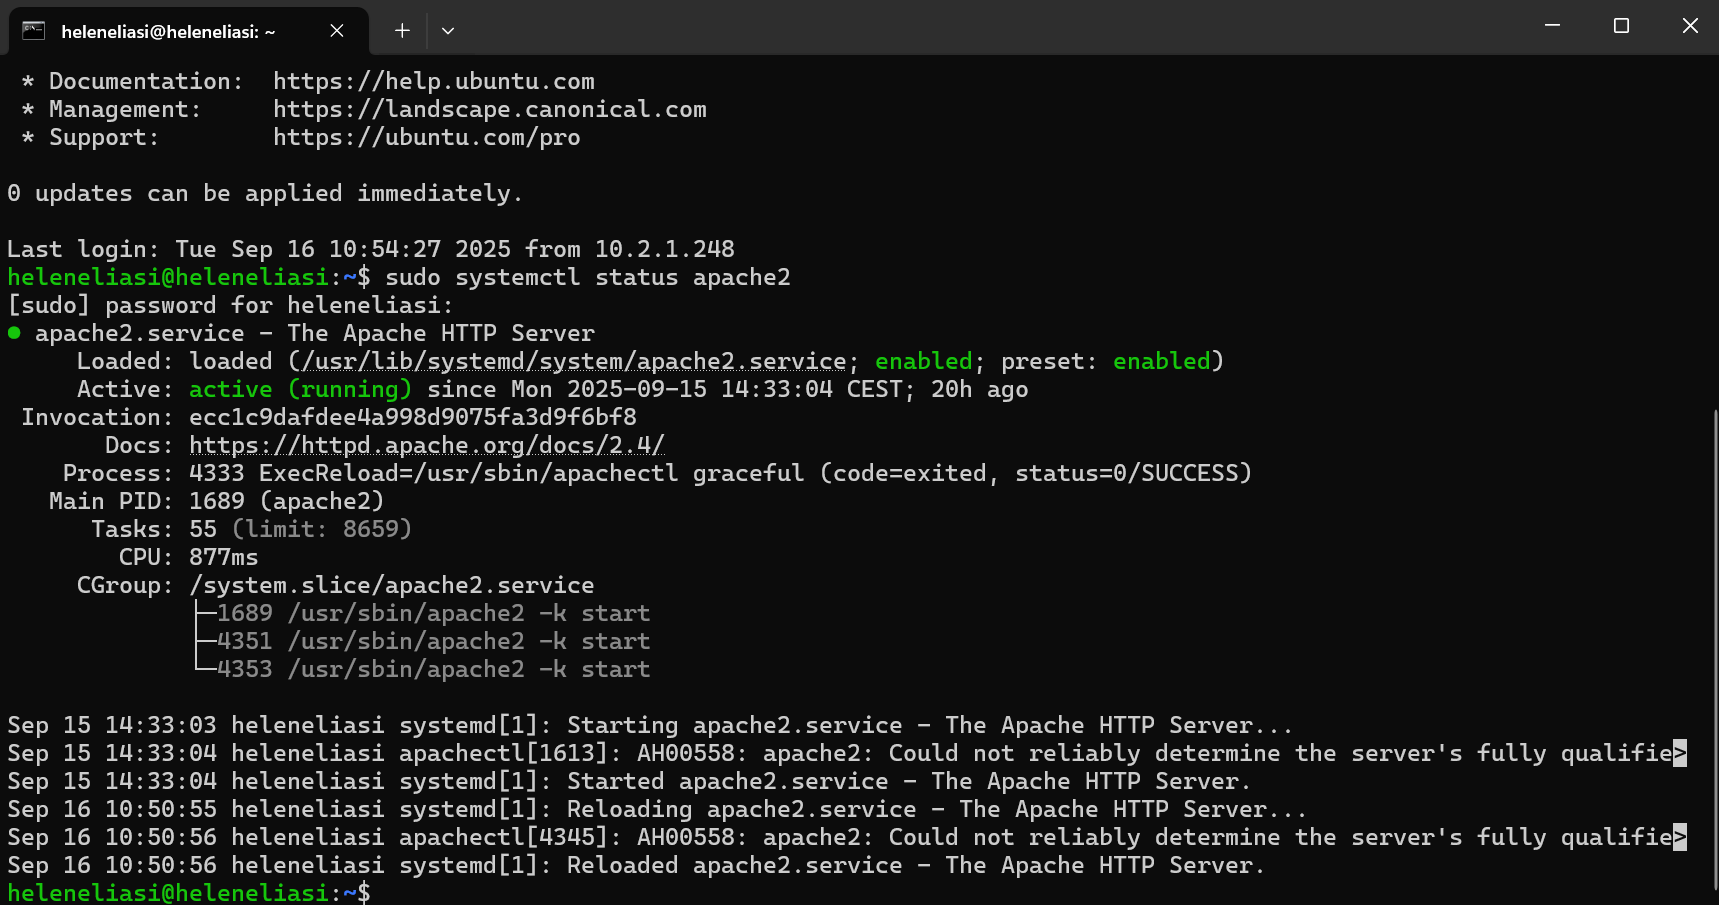 heleneliasi@heleneliasi: ~
* Documentation:  https://help.ubuntu.com
* Management:     https://landscape.canonical.com
* Support:        https://ubuntu.com/pro
0 updates can be applied immediately.
Last login: Tue Sep 16 10:54:27 2025 from 10.2.1.248
heleneliasi@heleneliasi:~$ sudo systemctl status apache2
[sudo] password for heleneliasi:
● apache2.service - The Apache HTTP Server
Loaded: loaded (/usr/lib/systemd/system/apache2.service; enabled; preset: enabled)
Active: active (running) since Mon 2025-09-15 14:33:04 CEST; 20h ago
Invocation: ecc1c9dafdee4a998d9075fa3d9f6bf8
Docs: https://httpd.apache.org/docs/2.4/
Process: 4333 ExecReload=/usr/sbin/apachectl graceful (code=exited, status=0/SUCCESS)
Main PID: 1689 (apache2)
Tasks: 55 (limit: 8659)
CPU: 877ms
CGroup: /system.slice/apache2.service
├─1689 /usr/sbin/apache2 -k start
├─4351 /usr/sbin/apache2 -k start
└─4353 /usr/sbin/apache2 -k start
Sep 15 14:33:03 heleneliasi systemd[1]: Starting apache2.service - The Apache HTTP Server...
Sep 15 14:33:04 heleneliasi apachectl[1613]: AH00558: apache2: Could not reliably determine the server's fully qualifie>
Sep 15 14:33:04 heleneliasi systemd[1]: Started apache2.service - The Apache HTTP Server.
Sep 16 10:50:55 heleneliasi systemd[1]: Reloading apache2.service - The Apache HTTP Server...
Sep 16 10:50:56 heleneliasi apachectl[4345]: AH00558: apache2: Could not reliably determine the server's fully qualifie>
Sep 16 10:50:56 heleneliasi systemd[1]: Reloaded apache2.service - The Apache HTTP Server.
heleneliasi@heleneliasi:~$